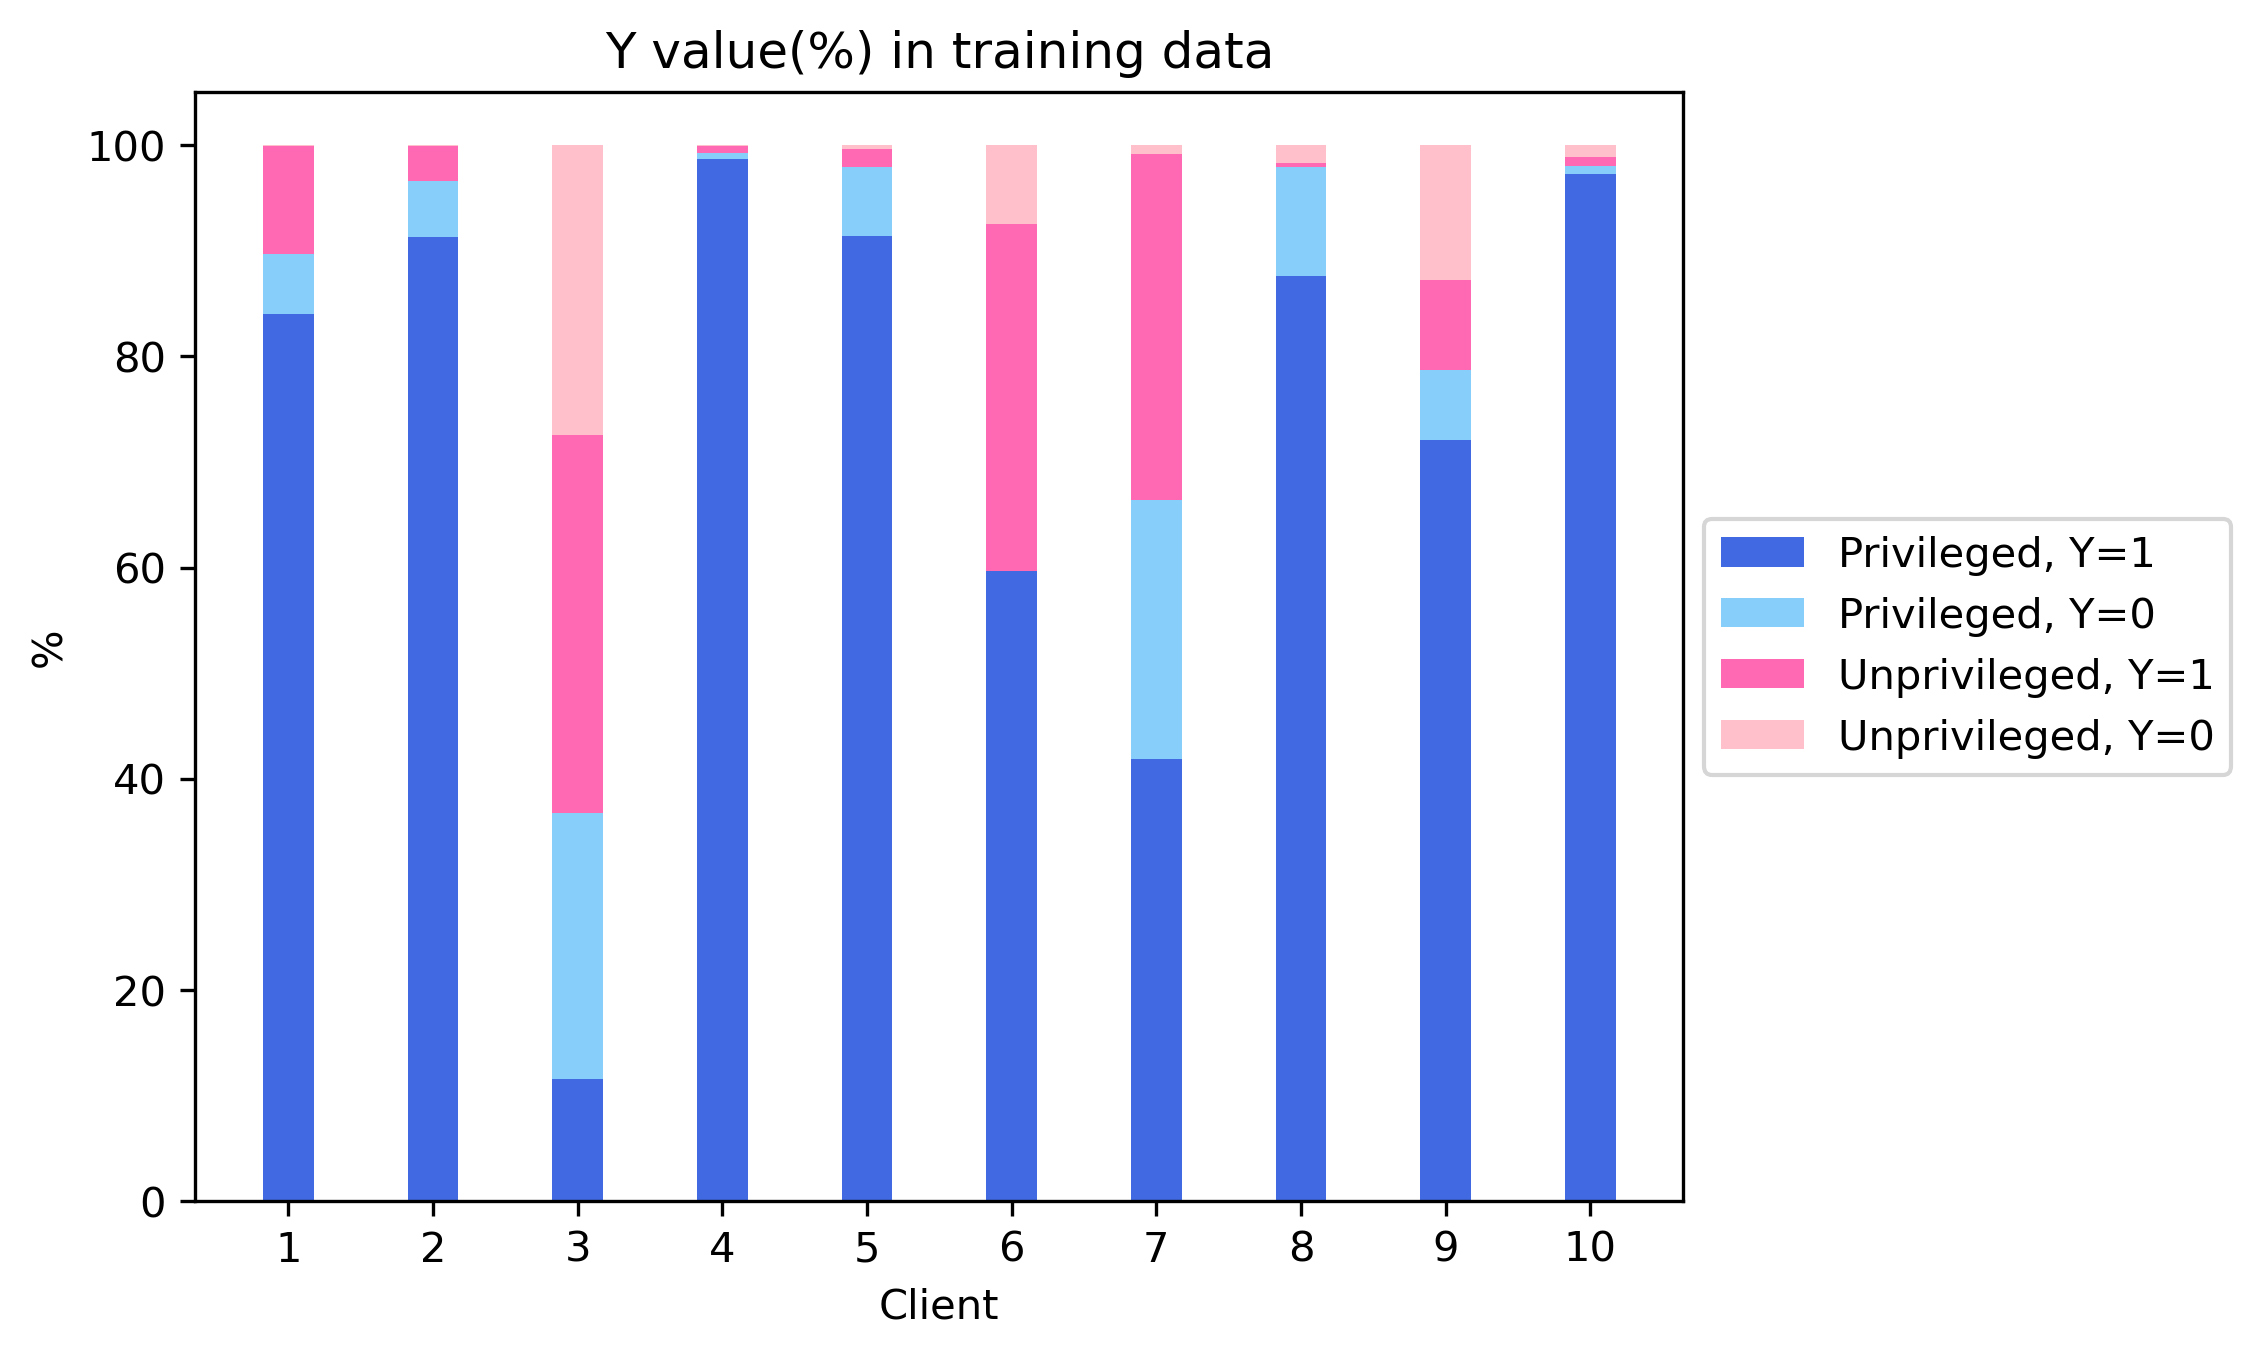 Y value(%) in training data
100
80
60
40
20
0
%
1 2 3 4 5 6 7 8 9 10
Client
Privileged, Y=1
Privileged, Y=0
Unprivileged, Y=1
Unprivileged, Y=0